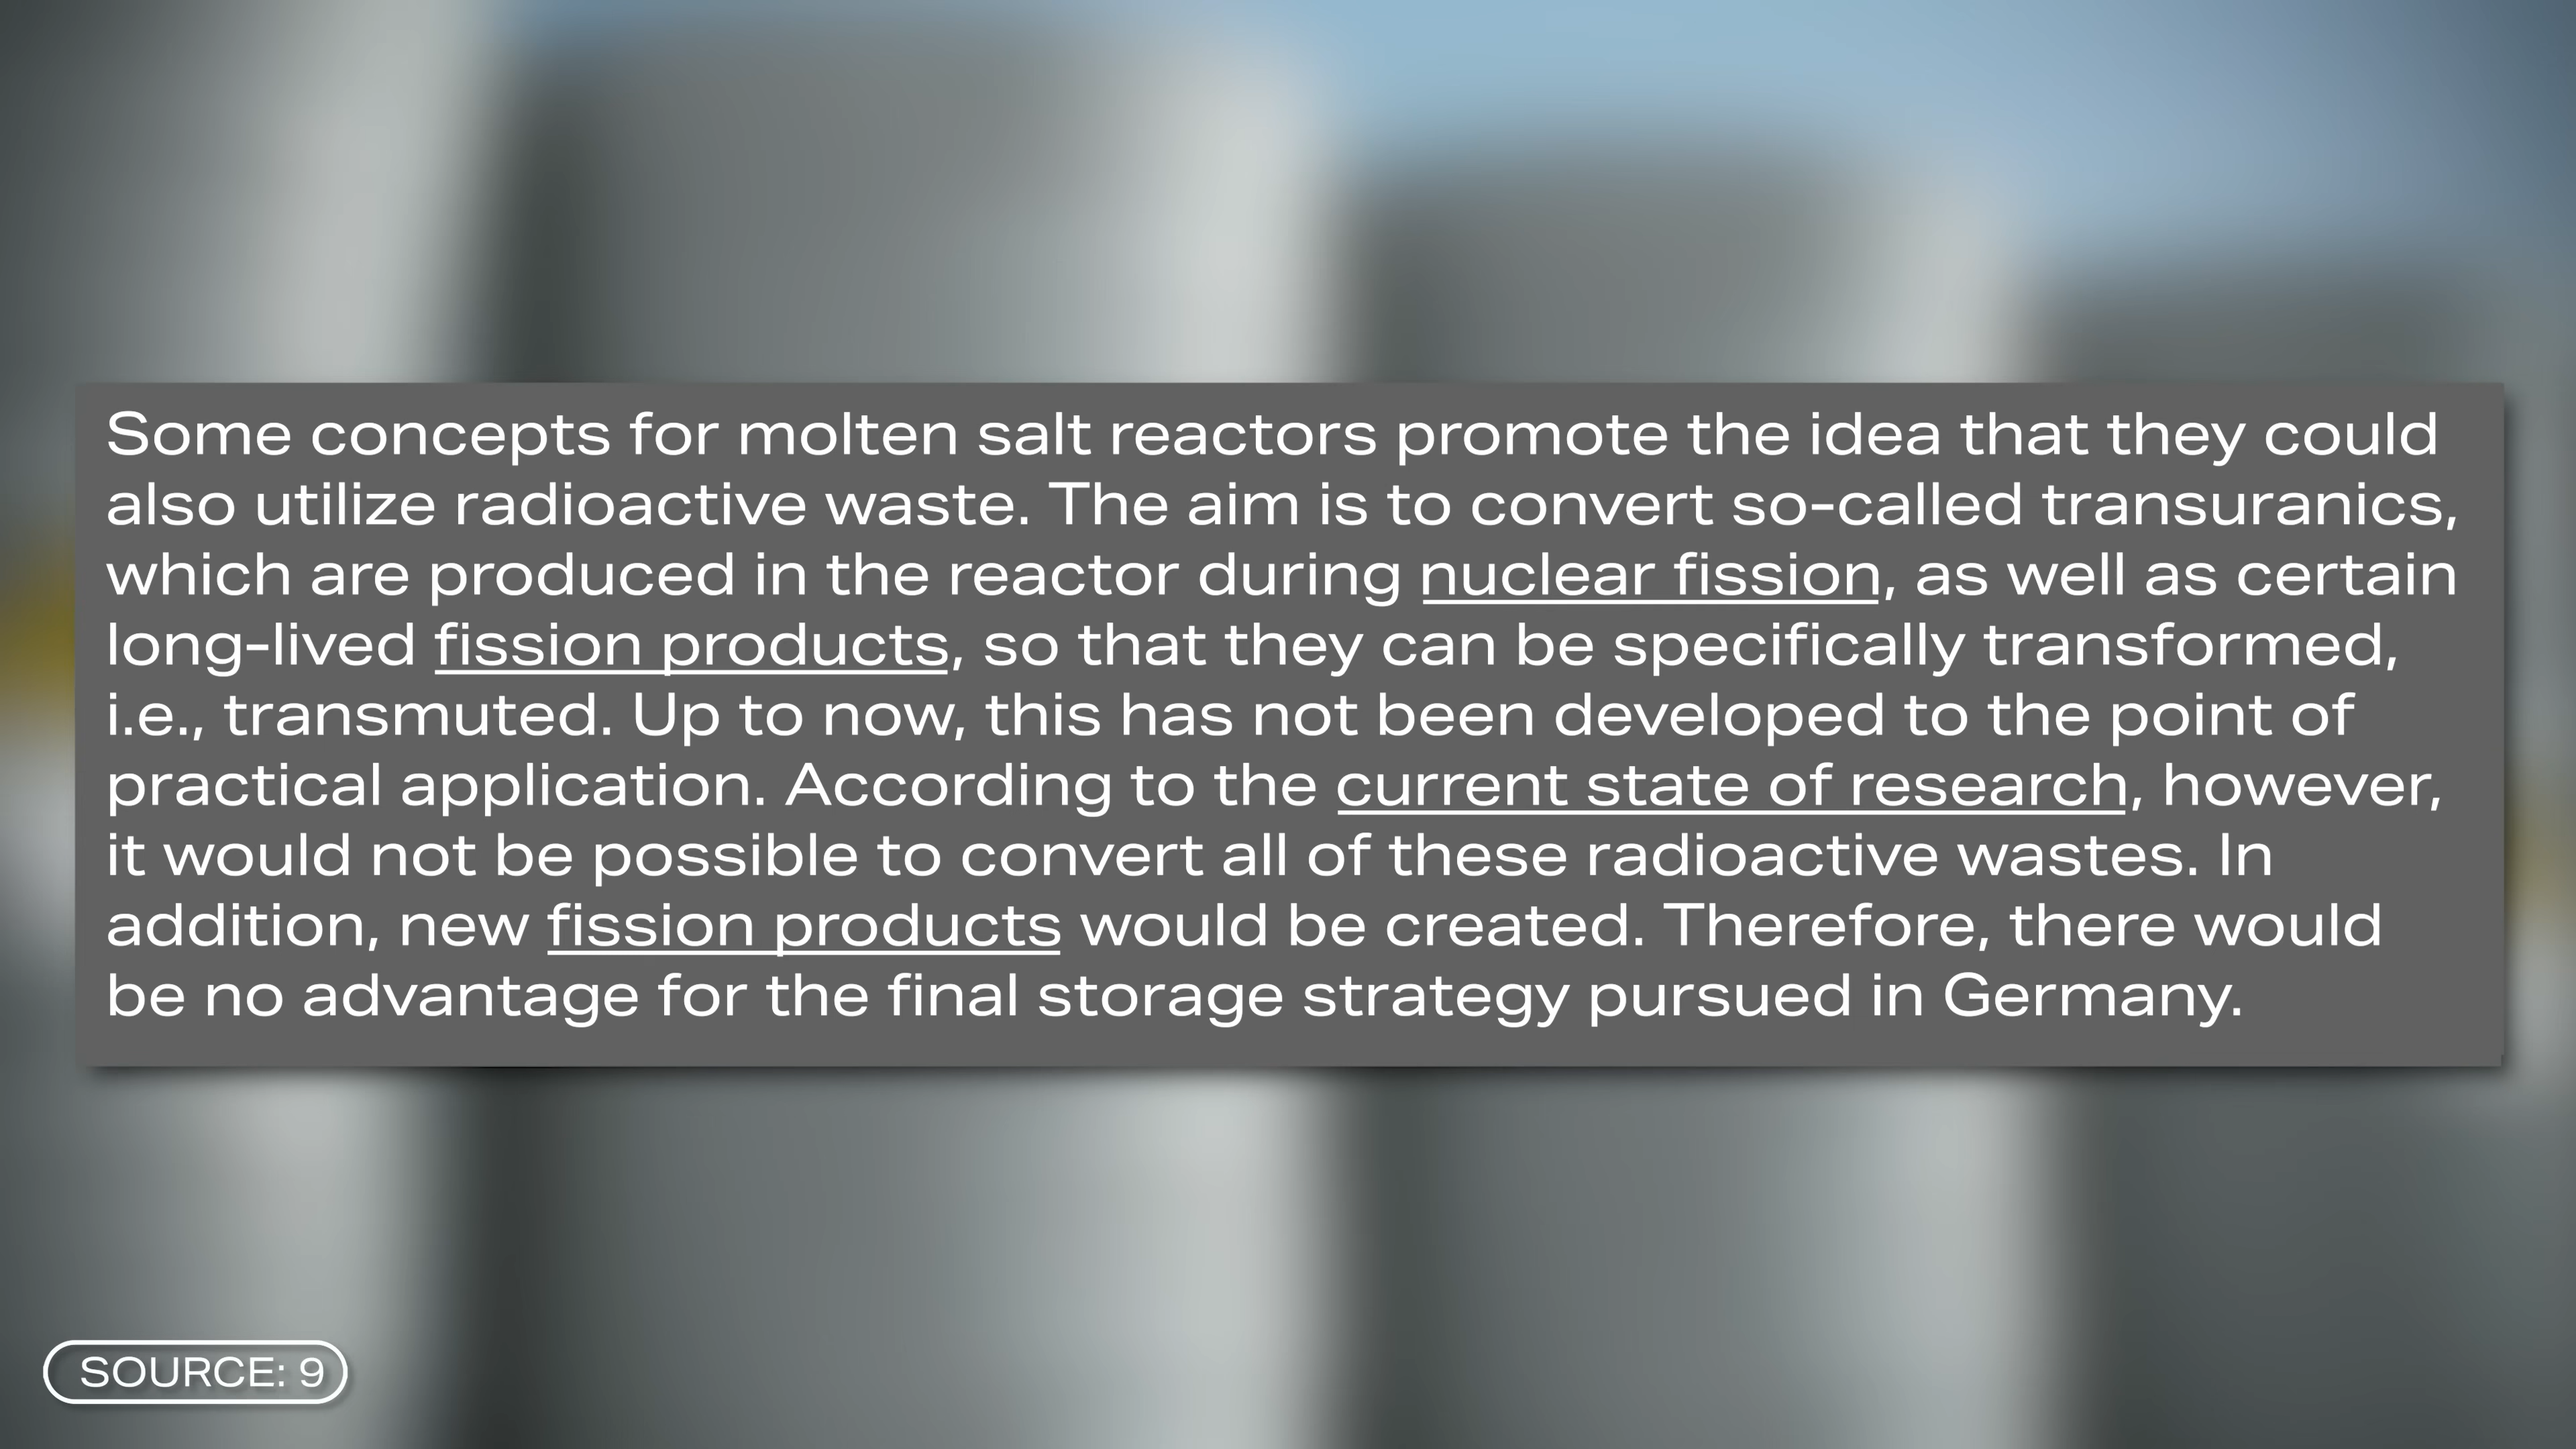 Some concepts for molten salt reactors promote the idea that they could
also utilize radioactive waste. The aim is to convert so-called transuranics,
which are produced in the reactor during nuclear fission, as well as certain
long-lived fission products, so that they can be specifically transformed,
i.e., transmuted. Up to now, this has not been developed to the point of
practical application. According to the current state of research, however,
it would not be possible to convert all of these radioactive wastes. In
addition, new fission products would be created. Therefore, there would
be no advantage for the final storage strategy pursued in Germany.
SOURCE: 9